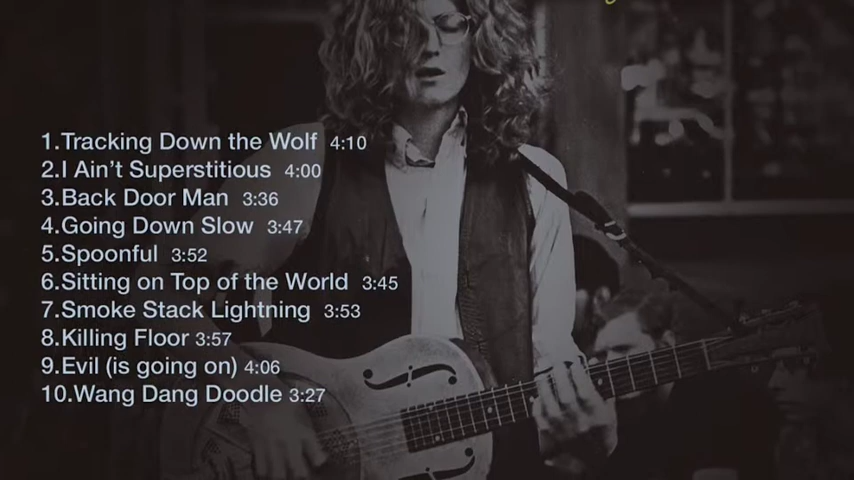 1.Tracking Down the Wolf 4:10
2.I Ain't Superstitious 4:00
3.Back Door Man 3:36
4.Going Down Slow 3:47
5.Spoonful 3:52
6.Sitting on Top of the World 3:45
7.Smoke Stack Lightning 3:53
8.Killing Floor 3:57
9.Evil (is going on) 4:06
10.Wang Dang Doodle 3:27